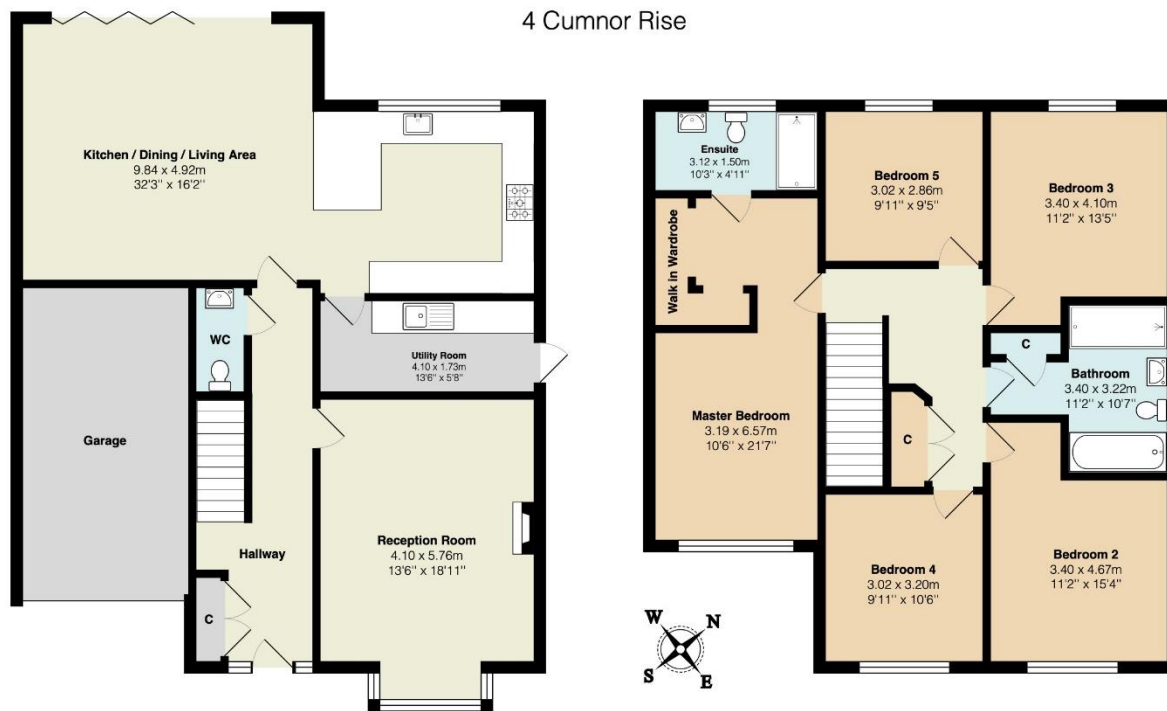 4 Cumnor Rise
Kitchen / Dining / Living Area
9.84 x 4.92m
32'3'' x 16'2''
WC
Utility Room
4.10 x 1.73m
13'6'' x 5'8''
Garage
Reception Room
4.10 x 5.76m
13'6'' x 18'11''
Hallway
C
Ensuite
3.12 x 1.50m
10'3'' x 4'11''
Bedroom 5
3.02 x 2.86m
9'11'' x 9'5''
Bedroom 3
3.40 x 4.10m
11'2'' x 13'5''
Walk in Wardrobe
C
Bathroom
3.40 x 3.22m
11'2'' x 10'7''
Master Bedroom
3.19 x 6.57m
10'6'' x 21'7''
C
Bedroom 4
3.02 x 3.20m
9'11'' x 10'6''
Bedroom 2
3.40 x 4.67m
11'2'' x 15'4''
W
N
S
E